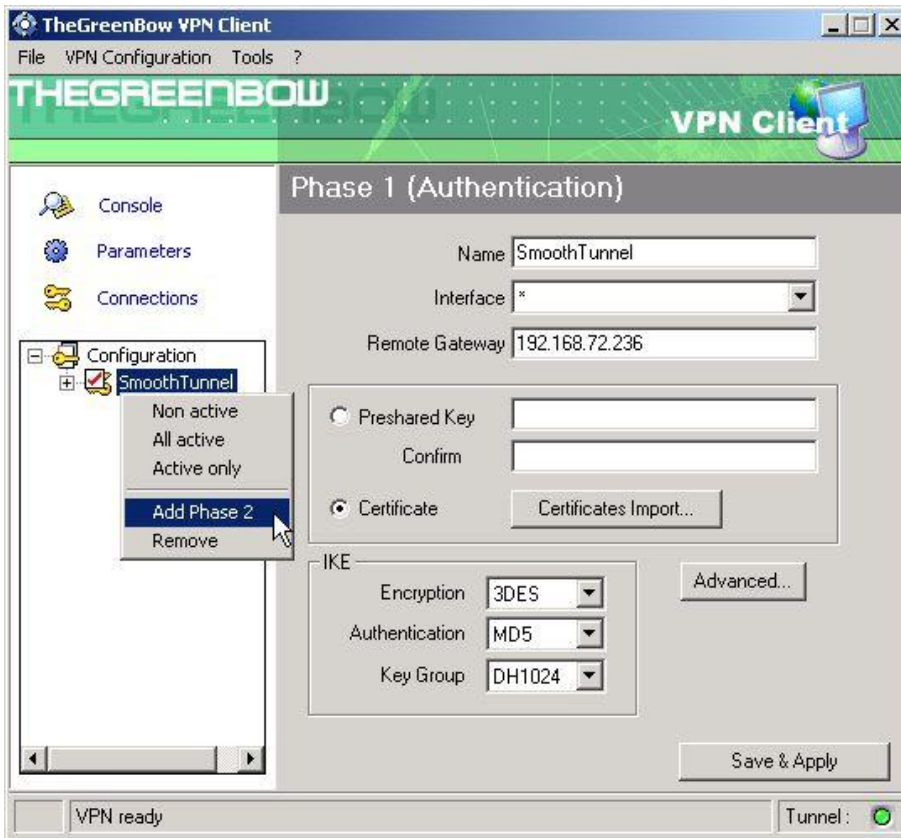 TheGreenBow VPN Client
File VPN Configuration Tools ?
THEGREENBOW
VPN Client
Console
Parameters
Connections
Configuration
SmoothTunnel
Non active
All active
Active only
Add Phase 2
Remove
Phase 1 (Authentication)
Name SmoothTunnel
Interface *
Remote Gateway 192.168.72.236
Preshared Key
Confirm
Certificate Certificates Import...
IKE
Encryption 3DES
Authentication MD5
Key Group DH1024
Advanced...
Save & Apply
VPN ready
Tunnel :